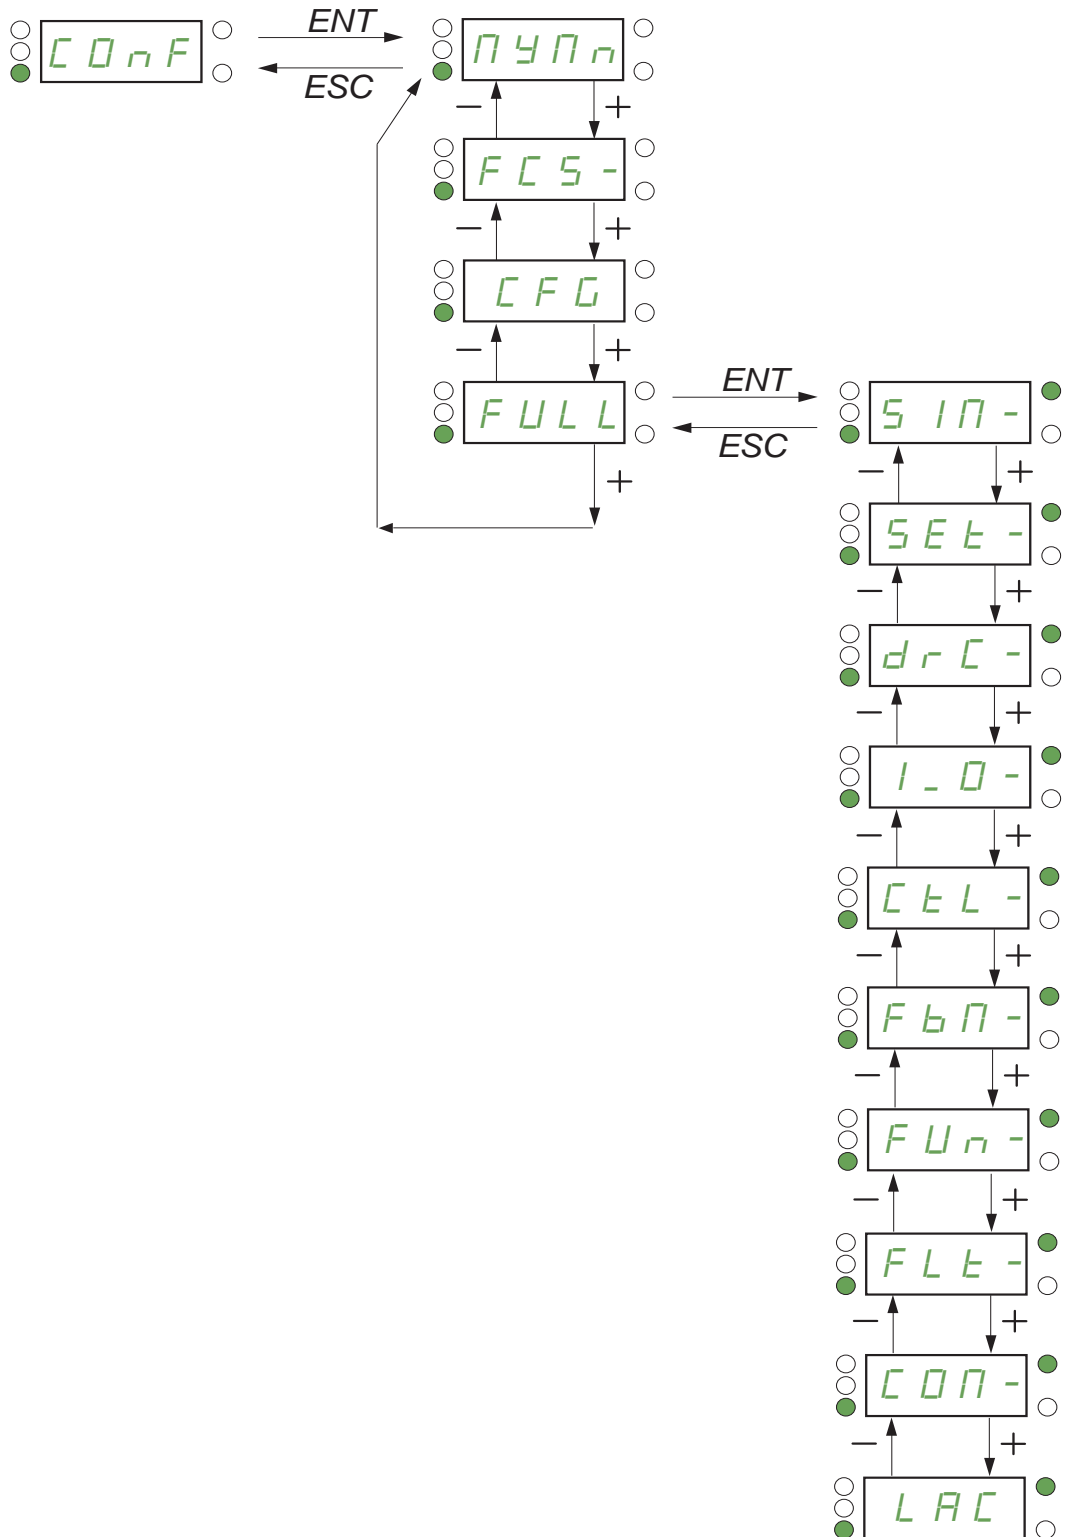 COnF
ENT
ESC
MYMn
- +
FCS-
- +
CFG
- +
FULL
+
ENT
ESC
SIM-
- +
SEt-
- +
drC-
- +
I_O-
- +
CtL-
- +
FbM-
- +
FUn-
- +
FLt-
- +
COM-
- +
LAC